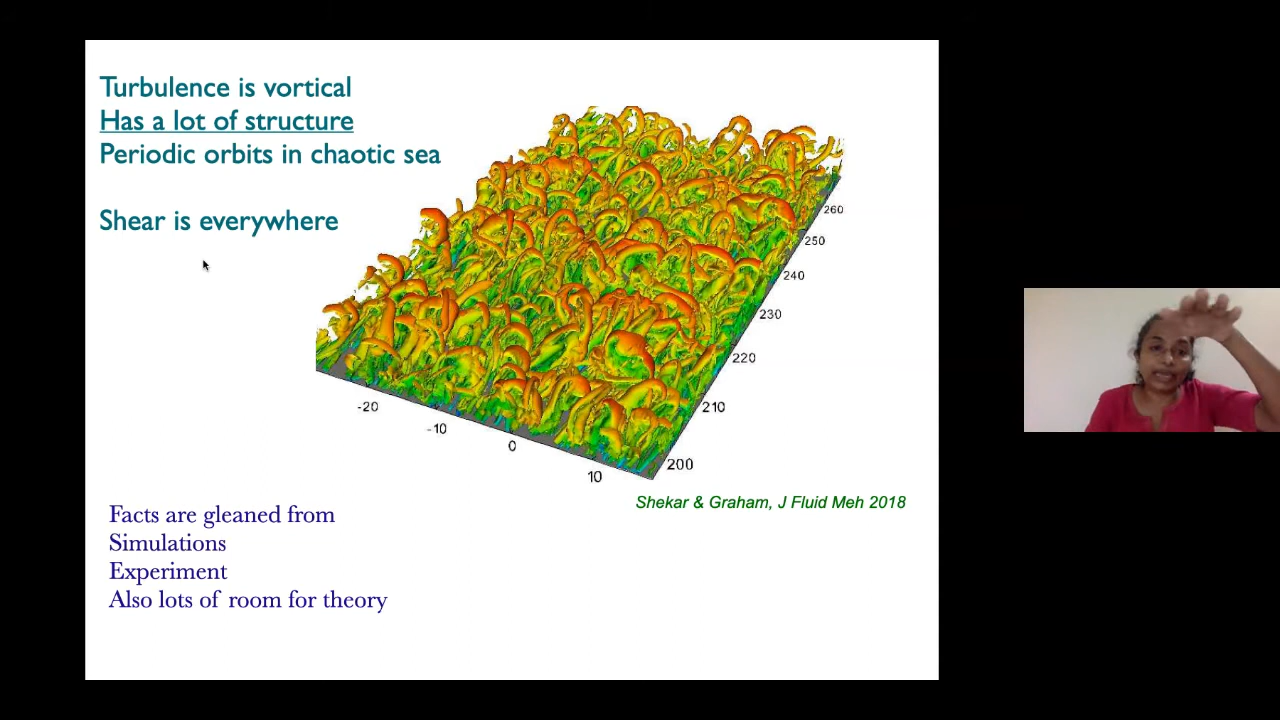 Turbulence is vortical
Has a lot of structure
Periodic orbits in chaotic sea
Shear is everywhere
260
250
240
230
220
210
200
-20
-10
0
10
Shekar & Graham, J Fluid Meh 2018
Facts are gleaned from
Simulations
Experiment
Also lots of room for theory